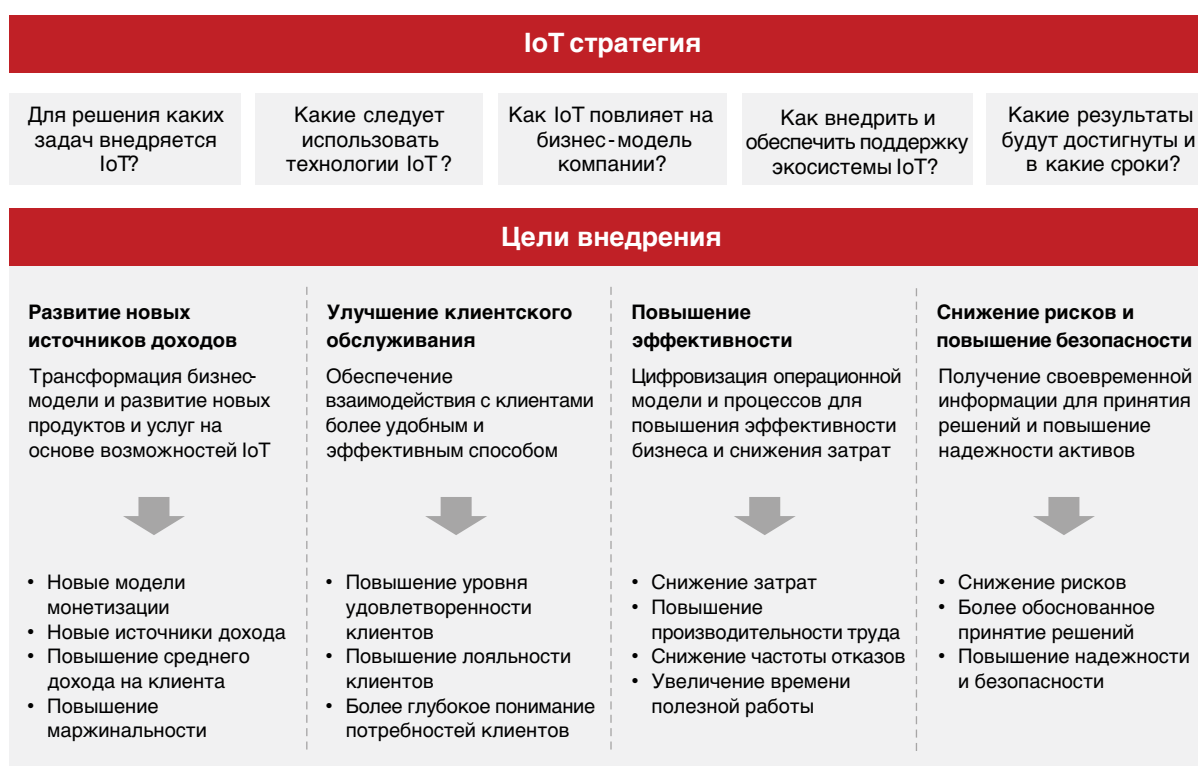 IoT стратегия
Для решения каких
задач внедряется
IoT?
Какие следует
использовать
технологии IoT?
Как IoT повлияет на
бизнес-модель
компании?
Как внедрить и
обеспечить поддержку
экосистемы IoT?
Какие результаты
будут достигнуты и
в какие сроки?
Цели внедрения
Развитие новых
источников доходов
Трансформация бизнес-
модели и развитие новых
продуктов и услуг на
основе возможностей IoT
• Новые модели
монетизации
• Новые источники дохода
• Повышение среднего
дохода на клиента
• Повышение
маржинальности
Улучшение клиентского
обслуживания
Обеспечение
взаимодействия с клиентами
более удобным и
эффективным способом
• Повышение уровня
удовлетворенности
клиентов
• Повышение лояльности
клиентов
• Более глубокое понимание
потребностей клиентов
Повышение
эффективности
Цифровизация операционной
модели и процессов для
повышения эффективности
бизнеса и снижения затрат
• Снижение затрат
• Повышение
производительности труда
• Снижение частоты отказов
• Увеличение времени
полезной работы
Снижение рисков и
повышение безопасности
Получение своевременной
информации для принятия
решений и повышение
надежности активов
• Снижение рисков
• Более обоснованное
принятие решений
• Повышение надежности
и безопасности